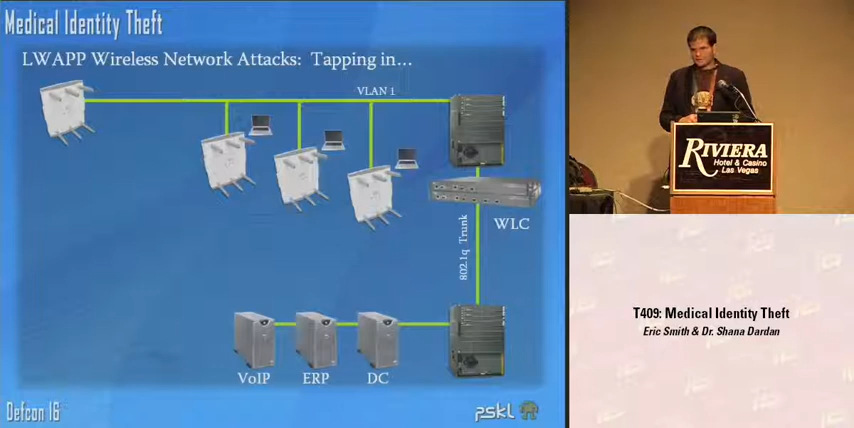 Medical Identity Theft
LWAPP Wireless Network Attacks: Tapping in...
VLAN 1
WLC
802.1q Trunk
VoIP
ERP
DC
Defcon 16
pskl
RIVIERA
Hotel & Casino
Las Vegas
T409: Medical Identity Theft
Eric Smith & Dr. Shana Dardan